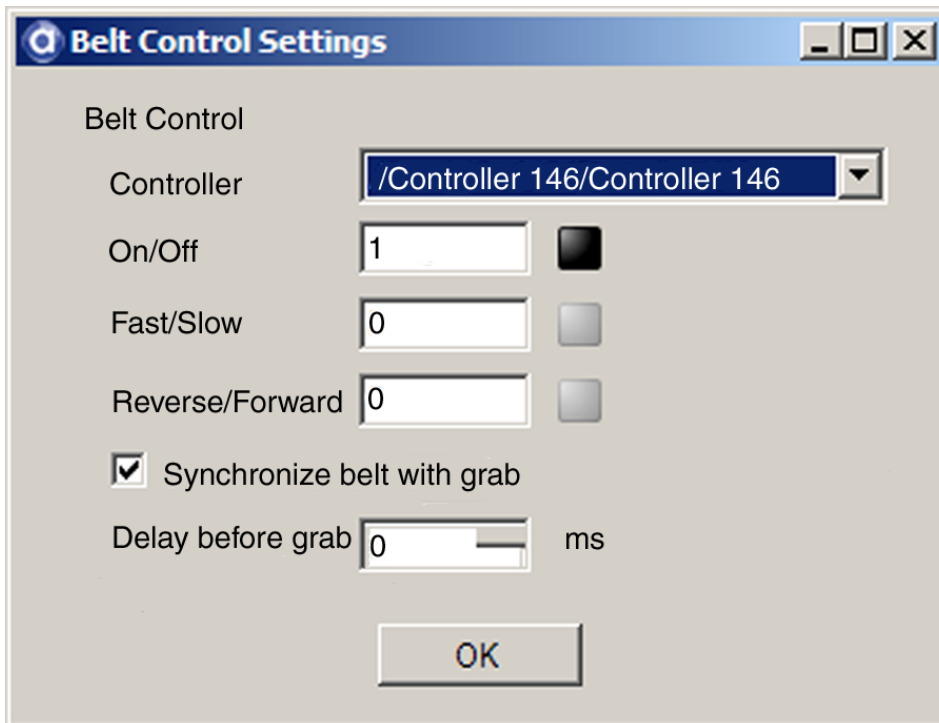 Belt Control Settings
Belt Control
Controller /Controller 146/Controller 146
On/Off 1
Fast/Slow 0
Reverse/Forward 0
Synchronize belt with grab
Delay before grab 0 ms
OK